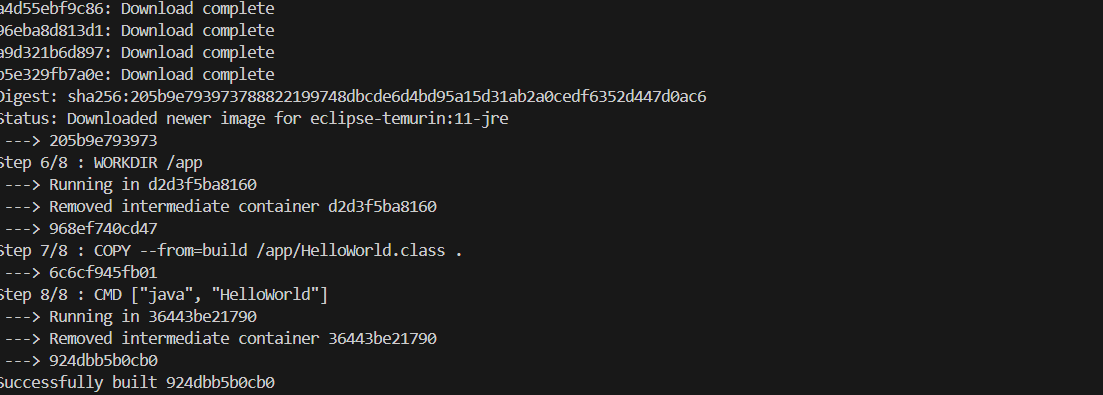 a4d55ebf9c86: Download complete
96eba8d813d1: Download complete
a9d321b6d897: Download complete
b5e329fb7a0e: Download complete
Digest: sha256:205b9e793973788822199748dbcde6d4bd95a15d31ab2a0cedf6352d447d0ac6
Status: Downloaded newer image for eclipse-temurin:11-jre
---> 205b9e793973
Step 6/8 : WORKDIR /app
---> Running in d2d3f5ba8160
---> Removed intermediate container d2d3f5ba8160
---> 968ef740cd47
Step 7/8 : COPY --from=build /app/HelloWorld.class .
---> 6c6cf945fb01
Step 8/8 : CMD ["java", "HelloWorld"]
---> Running in 36443be21790
---> Removed intermediate container 36443be21790
---> 924dbb5b0cb0
Successfully built 924dbb5b0cb0